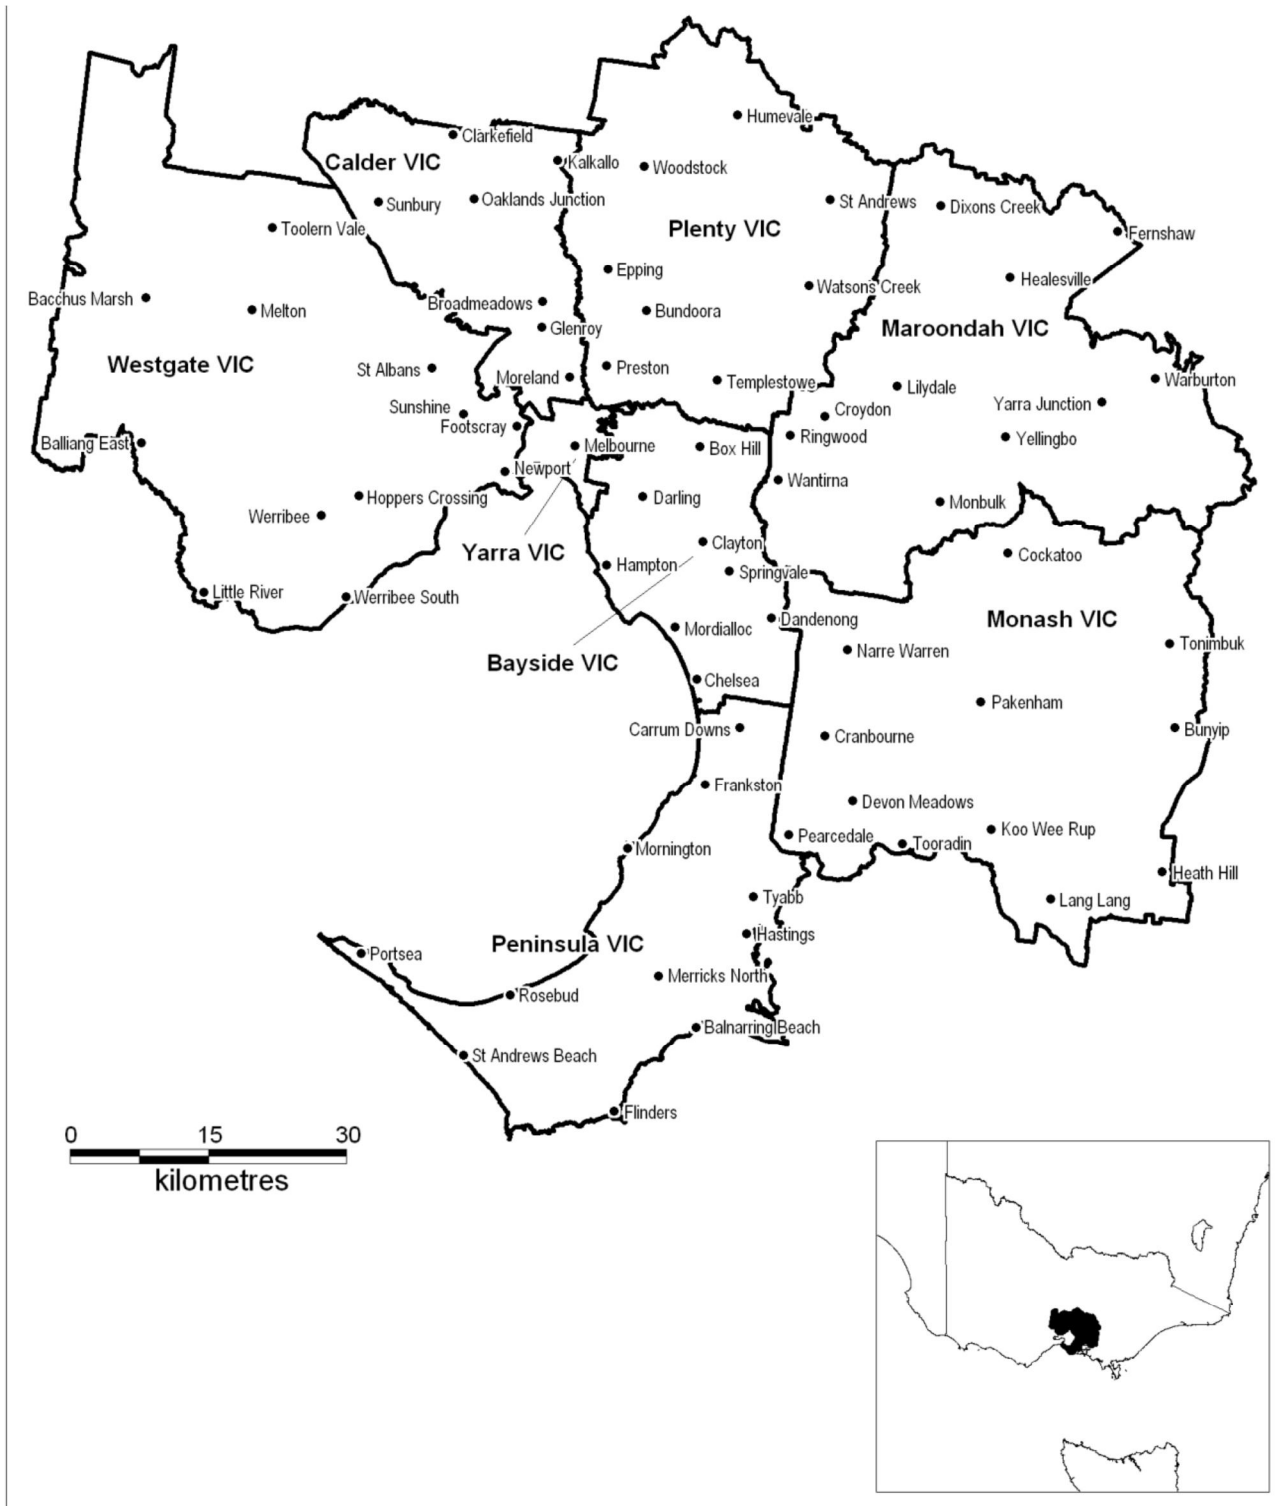 Humevale
Clarkefield
Calder VIC
Kalkallo
Woodstock
Sunbury
Oaklands Junction
St Andrews
Dixons Creek
Toolern Vale
Plenty VIC
Fernshaw
Epping
Healesville
Watsons Creek
Bacchus Marsh
Melton
Broadmeadows
Bundoora
Glenroy
Maroondah VIC
Westgate VIC
St Albans
Moreland
Preston
Templestowe
Lilydale
Warburton
Yarra Junction
Sunshine
Croydon
Footscray
Ringwood
Yellingbo
Balliang East
Melbourne
Box Hill
Newport
Wantirna
Hoppers Crossing
Darling
Monbulk
Werribee
Yarra VIC
Clayton
Cockatoo
Hampton
Springvale
Little River
Werribee South
Dandenong
Monash VIC
Mordialloc
Tonimbuk
Narre Warren
Bayside VIC
Chelsea
Pakenham
Carrum Downs
Cranbourne
Bunyip
Frankston
Devon Meadows
Pearcedale
Koo Wee Rup
Tooradin
Mornington
Heath Hill
Tyabb
Lang Lang
Hastings
Peninsula VIC
Portsea
Merricks North
Rosebud
Balnarring Beach
St Andrews Beach
Flinders
0 15 30
kilometres